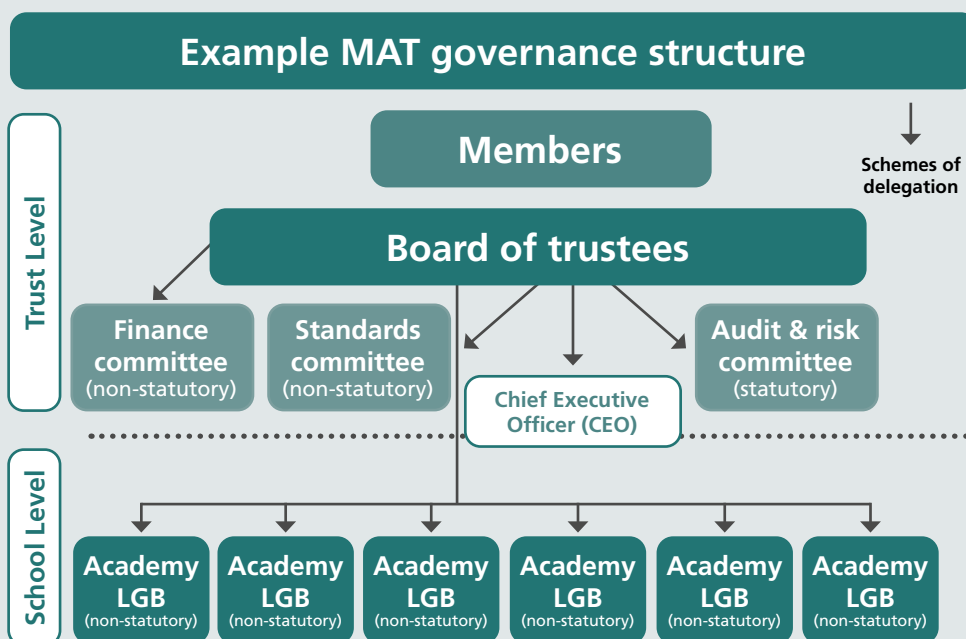 Example MAT governance structure
Members
Schemes of
delegation
Trust Level
Board of trustees
Finance
committee
(non-statutory)
Standards
committee
(non-statutory)
Chief Executive
Officer (CEO)
Audit & risk
committee
(statutory)
School Level
Academy
LGB
(non-statutory)
Academy
LGB
(non-statutory)
Academy
LGB
(non-statutory)
Academy
LGB
(non-statutory)
Academy
LGB
(non-statutory)
Academy
LGB
(non-statutory)